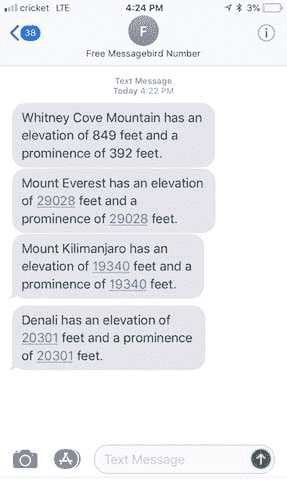 cricket LTE 4:24 PM 3%
38
F
i
Free Messagebird Number
Text Message
Today 4:22 PM
Whitney Cove Mountain has an
elevation of 849 feet and a
prominence of 392 feet.
Mount Everest has an elevation
of 29028 feet and a
prominence of 29028 feet.
Mount Kilimanjaro has an
elevation of 19340 feet and a
prominence of 19340 feet.
Denali has an elevation of
20301 feet and a prominence
of 20301 feet.
Text Message